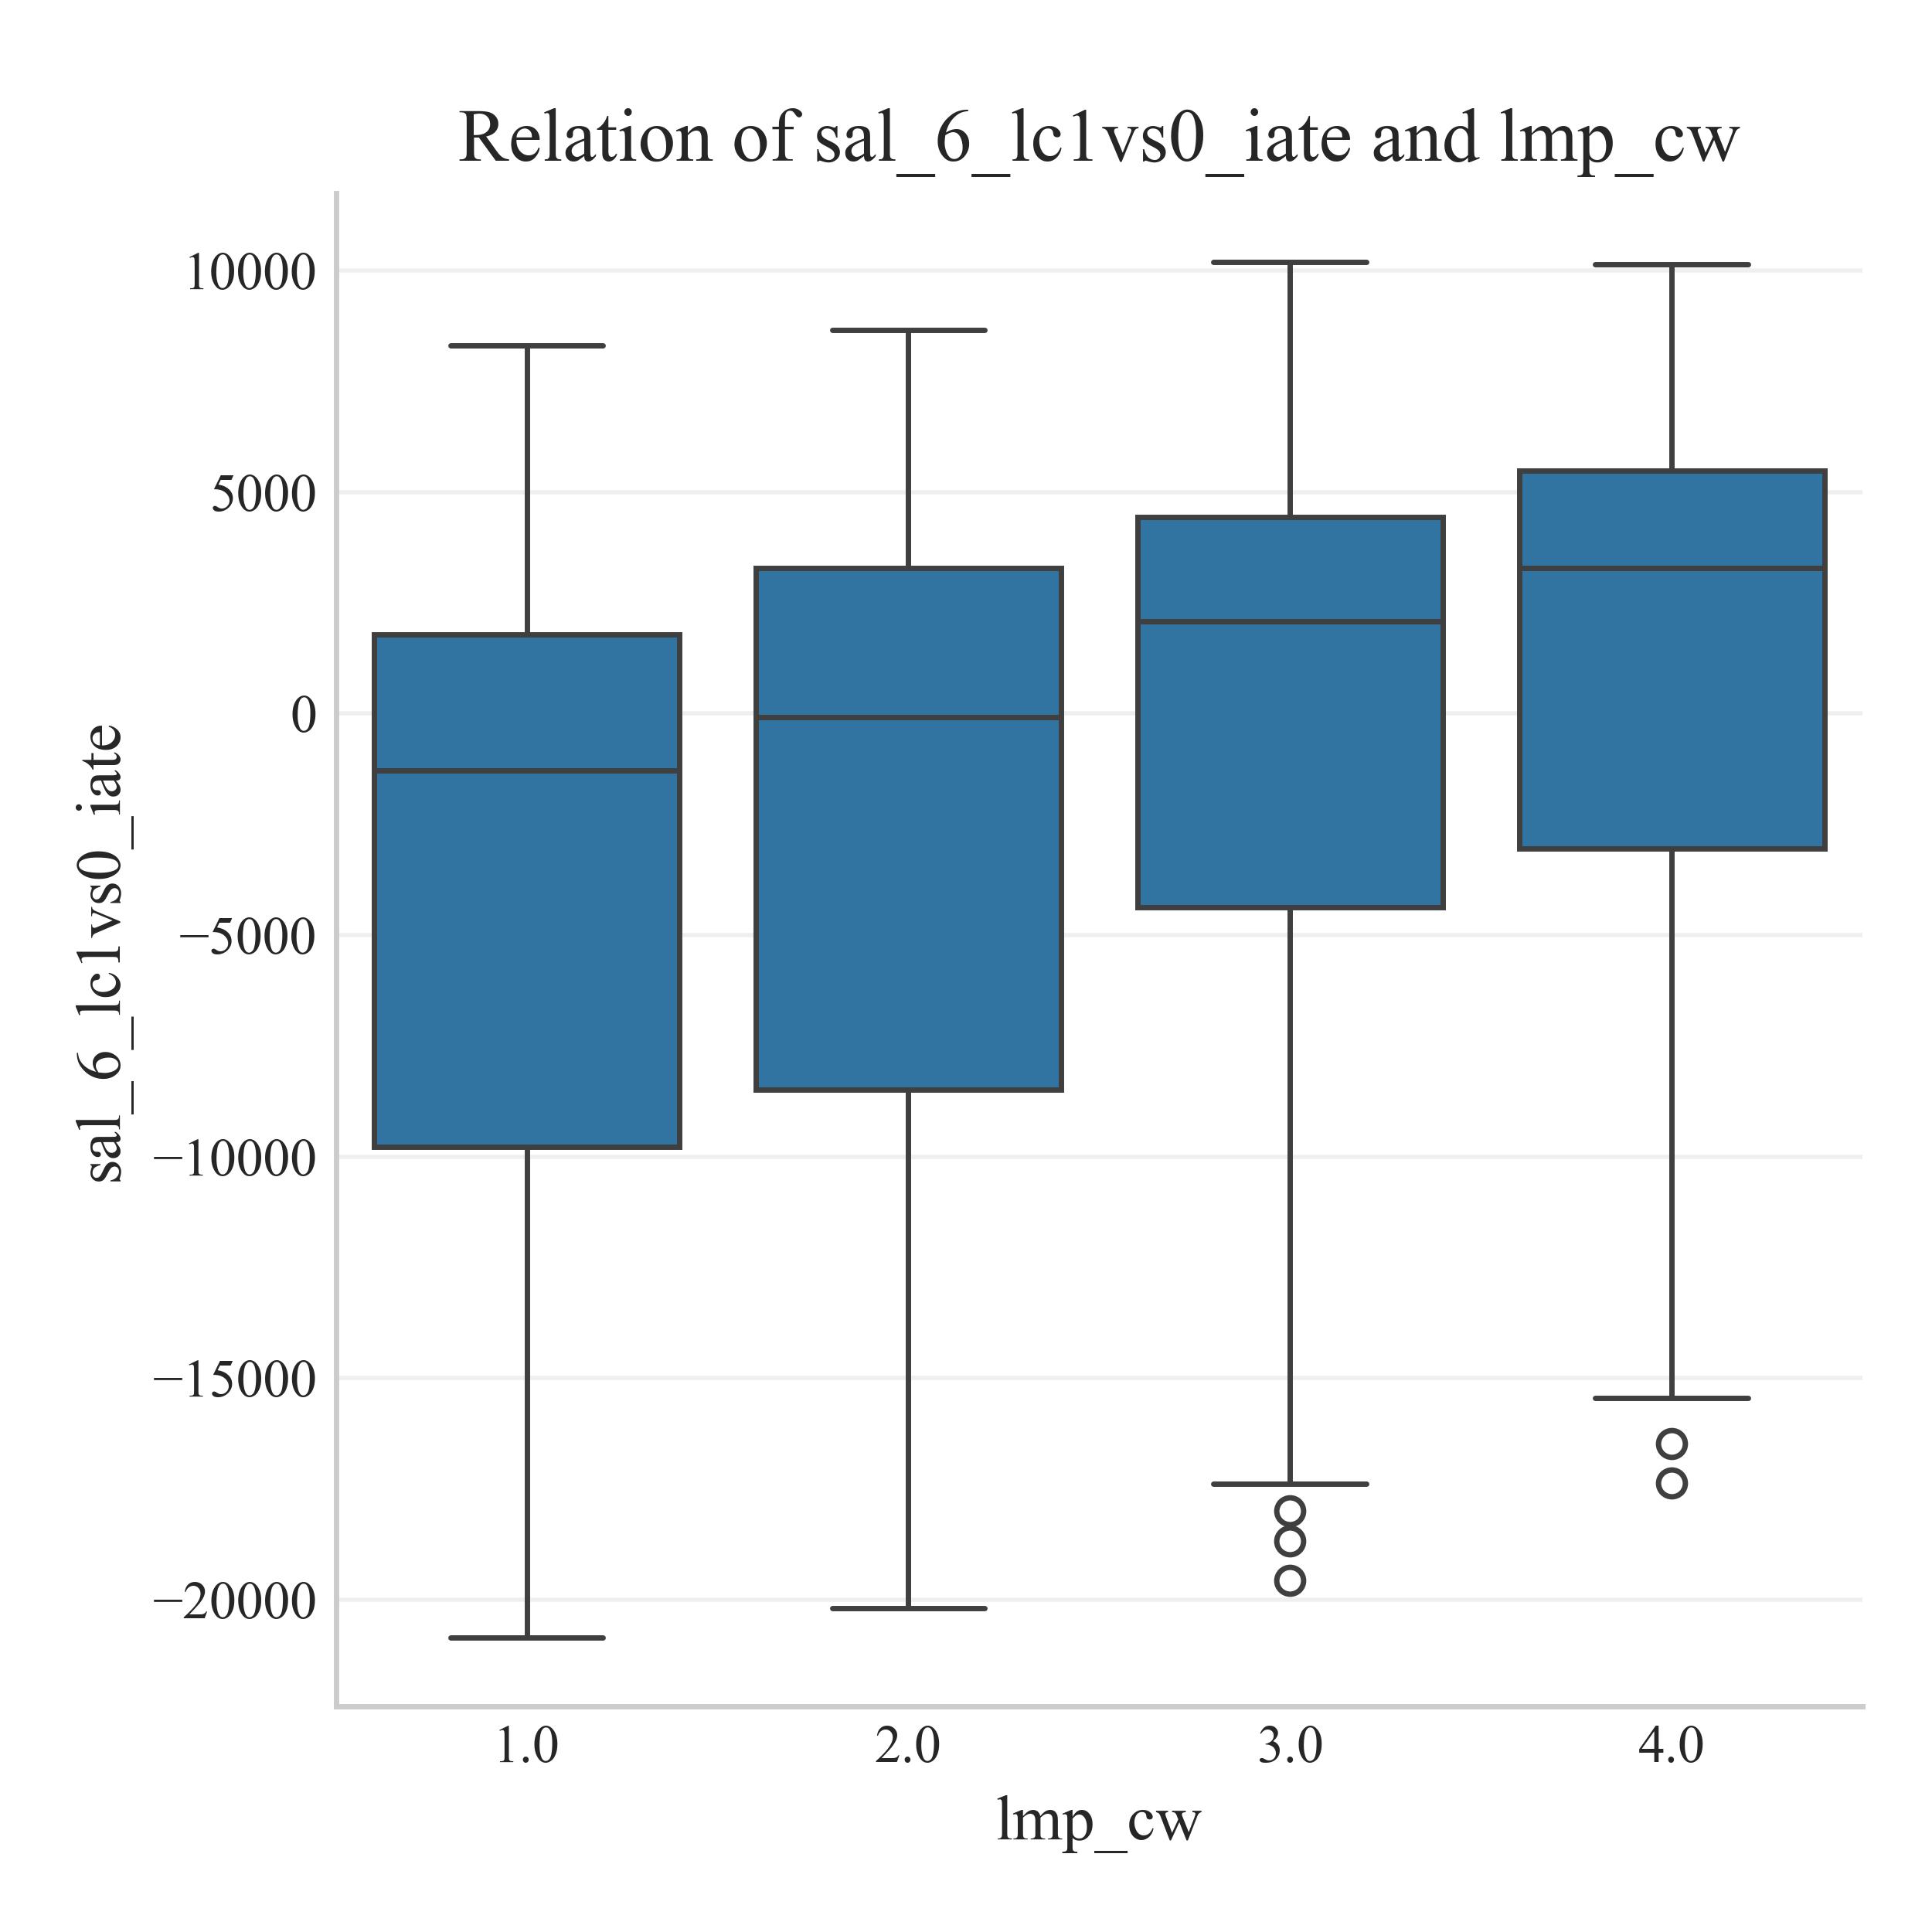 Relation of sal_6_lc1vs0_iate and lmp_cw
10000
5000
0
−5000
−10000
−15000
−20000
sal_6_lc1vs0_iate
1.0 2.0 3.0 4.0
lmp_cw